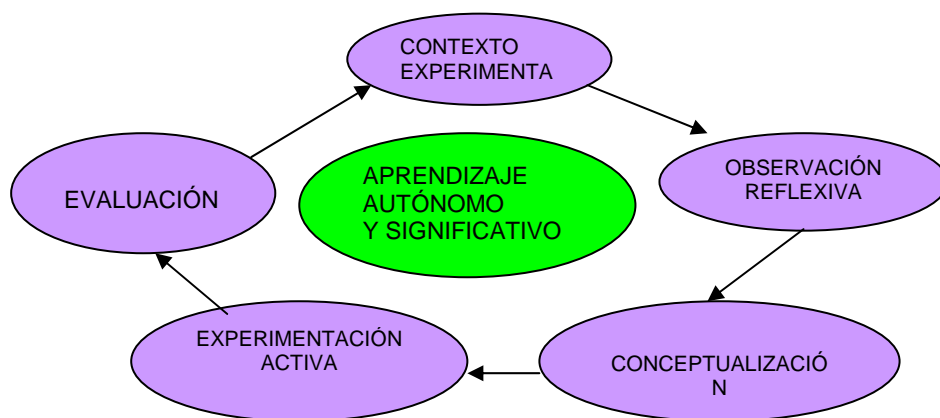 CONTEXTO
EXPERIMENTA
OBSERVACIÓN
REFLEXIVA
CONCEPTUALIZACIÓ
N
EXPERIMENTACIÓN
ACTIVA
EVALUACIÓN
APRENDIZAJE
AUTÓNOMO
Y SIGNIFICATIVO